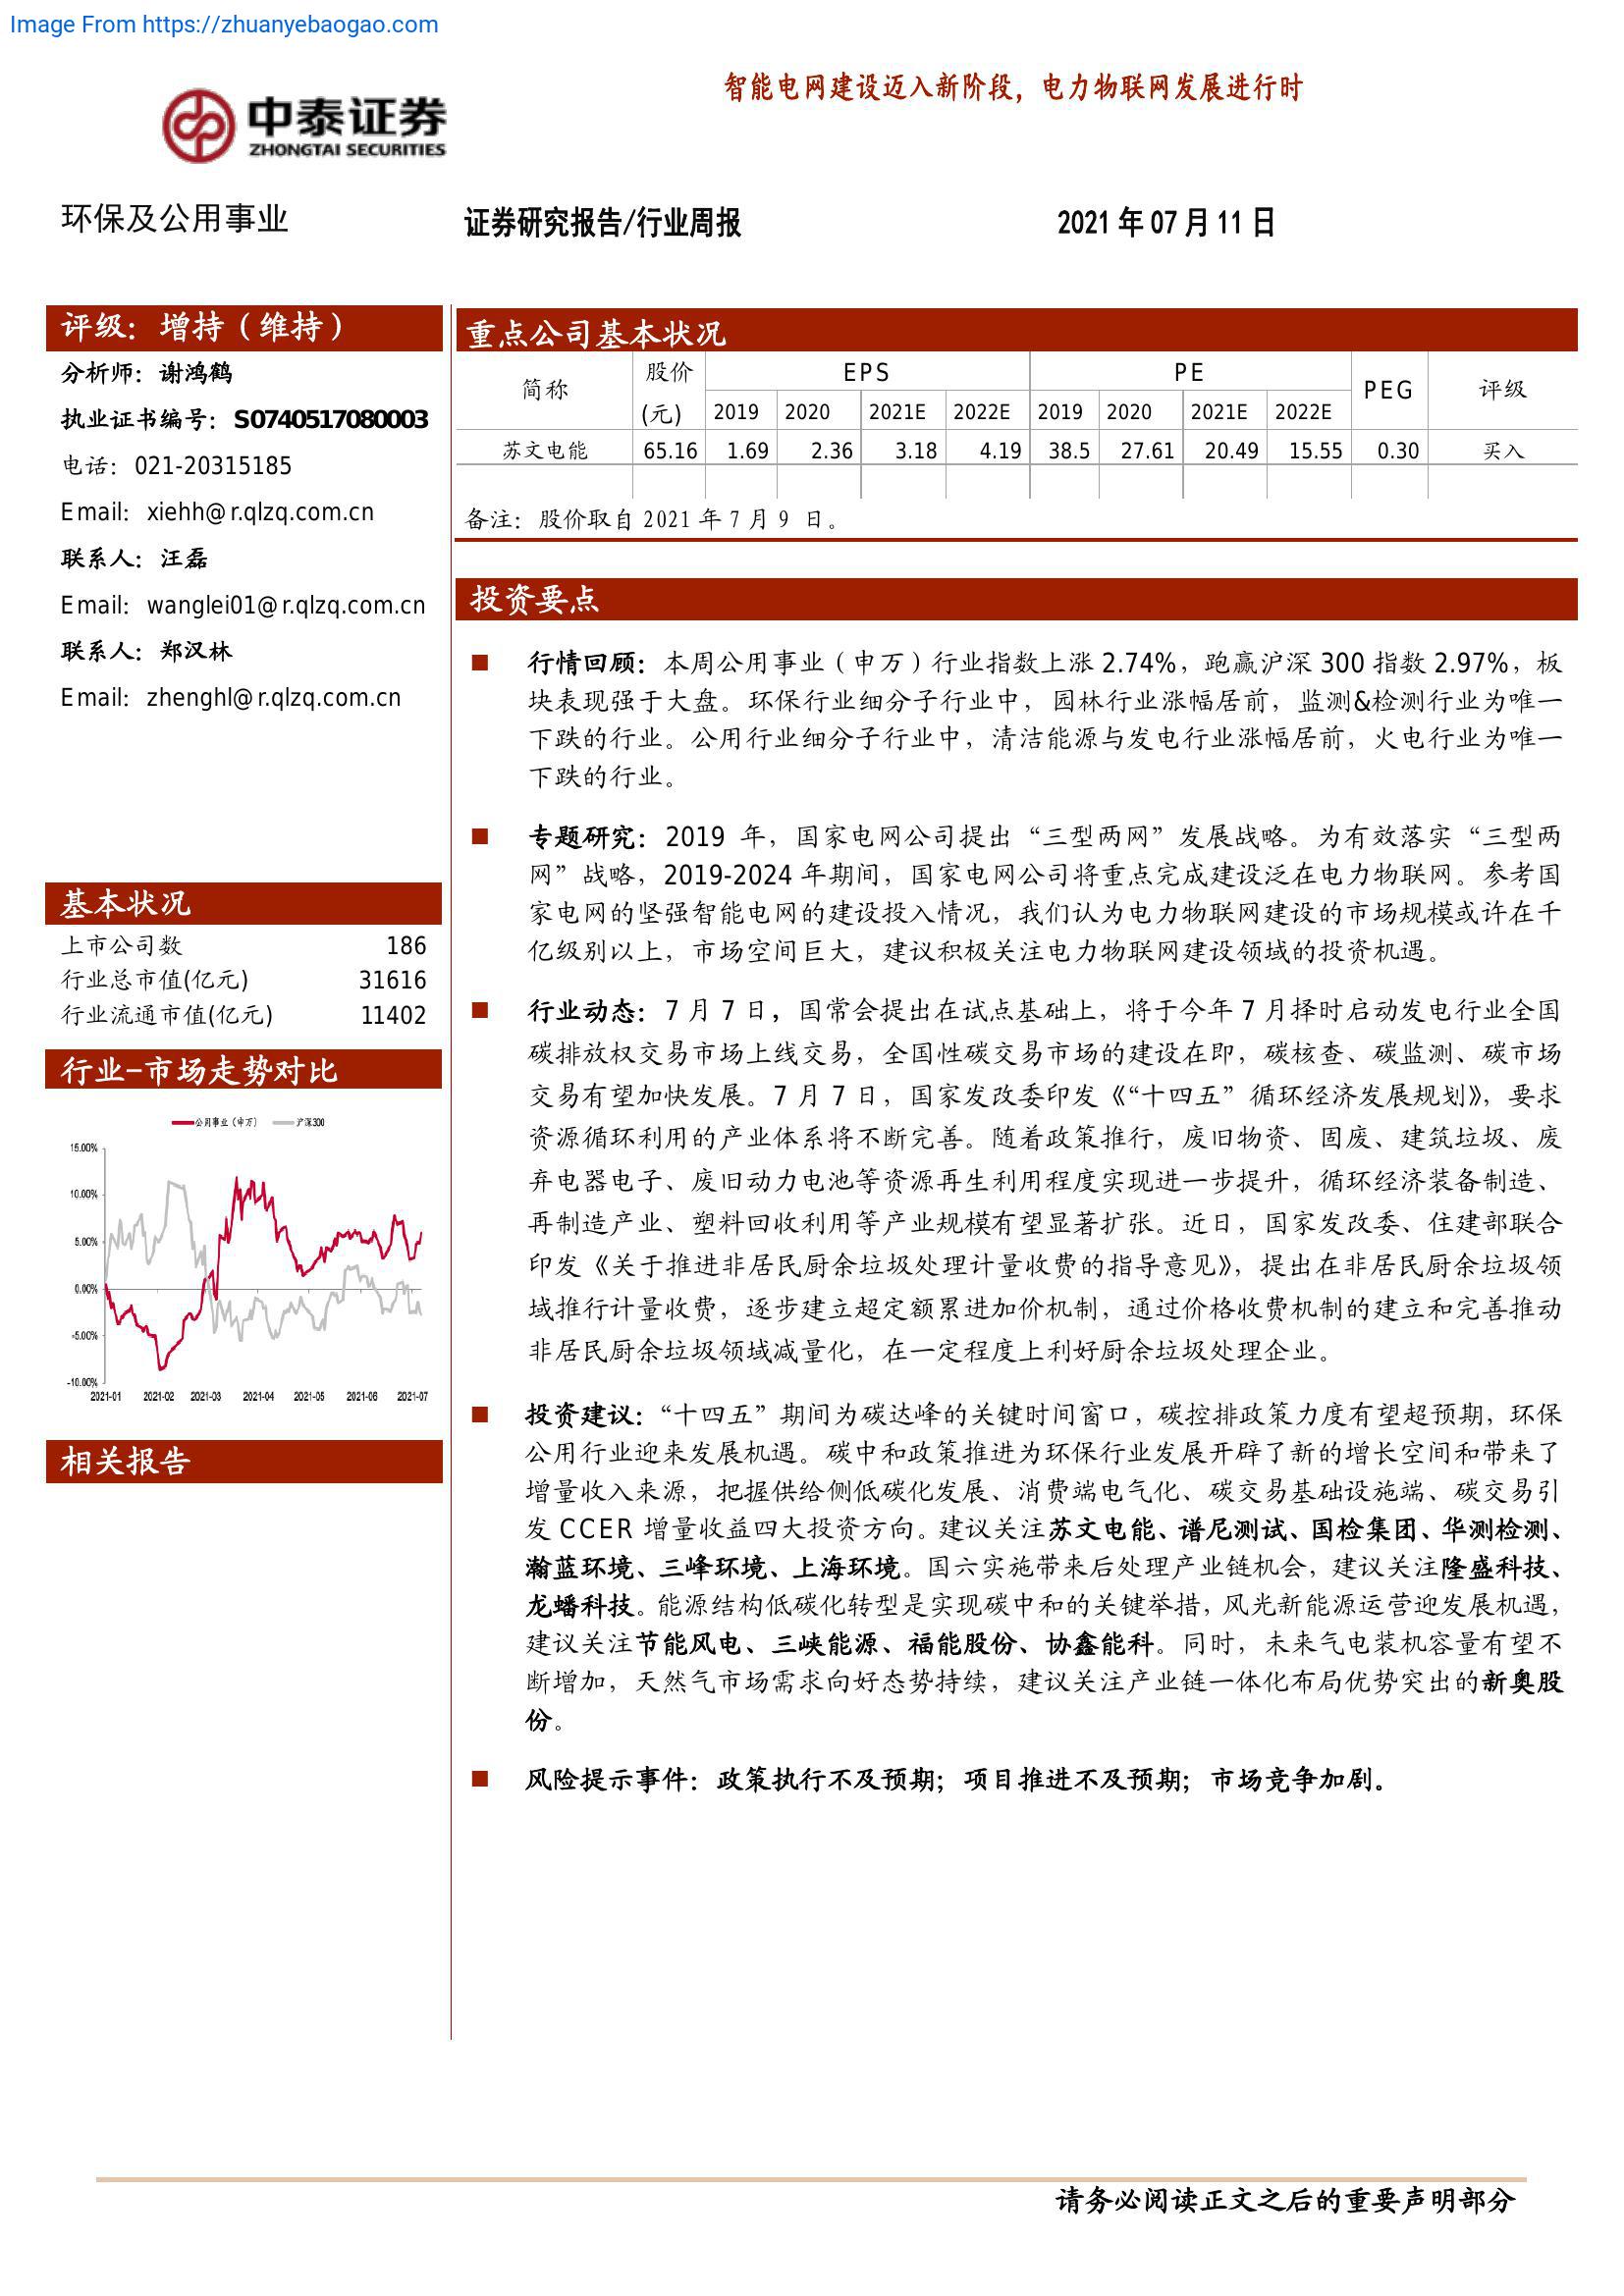 Image From https://zhuanyebaogao.com
智能电网建设迈入新阶段，电力物联网发展进行时
中泰证券
ZHONGTAI SECURITIES
环保及公用事业
证券研究报告/行业周报
2021 年 07 月 11 日
评级：增持（维持）
分析师：谢鸿鹤
执业证书编号：S0740517080003
电话：021-20315185
Email：xiehh@r.qlzq.com.cn
联系人：汪磊
Email：wanglei01@r.qlzq.com.cn
联系人：郑汉林
Email：zhenghl@r.qlzq.com.cn
基本状况
上市公司数 186
行业总市值(亿元) 31616
行业流通市值(亿元) 11402
行业-市场走势对比
公用事业（申万） 沪深300
15.00%
10.00%
5.00%
0.00%
-5.00%
-10.00%
2021-01 2021-02 2021-03 2021-04 2021-05 2021-06 2021-07
相关报告
重点公司基本状况
简称 股价(元) EPS PE PEG 评级
2019 2020 2021E 2022E 2019 2020 2021E 2022E
苏文电能 65.16 1.69 2.36 3.18 4.19 38.5 27.61 20.49 15.55 0.30 买入
备注：股价取自 2021 年 7 月 9 日。
投资要点
行情回顾：本周公用事业（申万）行业指数上涨 2.74%，跑赢沪深 300 指数 2.97%，板
块表现强于大盘。环保行业细分子行业中，园林行业涨幅居前，监测&检测行业为唯一
下跌的行业。公用行业细分子行业中，清洁能源与发电行业涨幅居前，火电行业为唯一
下跌的行业。
专题研究：2019 年，国家电网公司提出“三型两网”发展战略。为有效落实“三型两
网”战略，2019-2024 年期间，国家电网公司将重点完成建设泛在电力物联网。参考国
家电网的坚强智能电网的建设投入情况，我们认为电力物联网建设的市场规模或许在千
亿级别以上，市场空间巨大，建议积极关注电力物联网建设领域的投资机遇。
行业动态：7 月 7 日，国常会提出在试点基础上，将于今年 7 月择时启动发电行业全国
碳排放权交易市场上线交易，全国性碳交易市场的建设在即，碳核查、碳监测、碳市场
交易有望加快发展。7 月 7 日，国家发改委印发《“十四五”循环经济发展规划》，要求
资源循环利用的产业体系将不断完善。随着政策推行，废旧物资、固废、建筑垃圾、废
弃电器电子、废旧动力电池等资源再生利用程度实现进一步提升，循环经济装备制造、
再制造产业、塑料回收利用等产业规模有望显著扩张。近日，国家发改委、住建部联合
印发《关于推进非居民厨余垃圾处理计量收费的指导意见》，提出在非居民厨余垃圾领
域推行计量收费，逐步建立超定额累进加价机制，通过价格收费机制的建立和完善推动
非居民厨余垃圾领域减量化，在一定程度上利好厨余垃圾处理企业。
投资建议：“十四五”期间为碳达峰的关键时间窗口，碳控排政策力度有望超预期，环保
公用行业迎来发展机遇。碳中和政策推进为环保行业发展开辟了新的增长空间和带来了
增量收入来源，把握供给侧低碳化发展、消费端电气化、碳交易基础设施端、碳交易引
发 CCER 增量收益四大投资方向。建议关注苏文电能、谱尼测试、国检集团、华测检测、
瀚蓝环境、三峰环境、上海环境。国六实施带来后处理产业链机会，建议关注隆盛科技、
龙蟠科技。能源结构低碳化转型是实现碳中和的关键举措，风光新能源运营迎发展机遇，
建议关注节能风电、三峡能源、福能股份、协鑫能科。同时，未来气电装机容量有望不
断增加，天然气市场需求向好态势持续，建议关注产业链一体化布局优势突出的新奥股
份。
风险提示事件：政策执行不及预期；项目推进不及预期；市场竞争加剧。
请务必阅读正文之后的重要声明部分